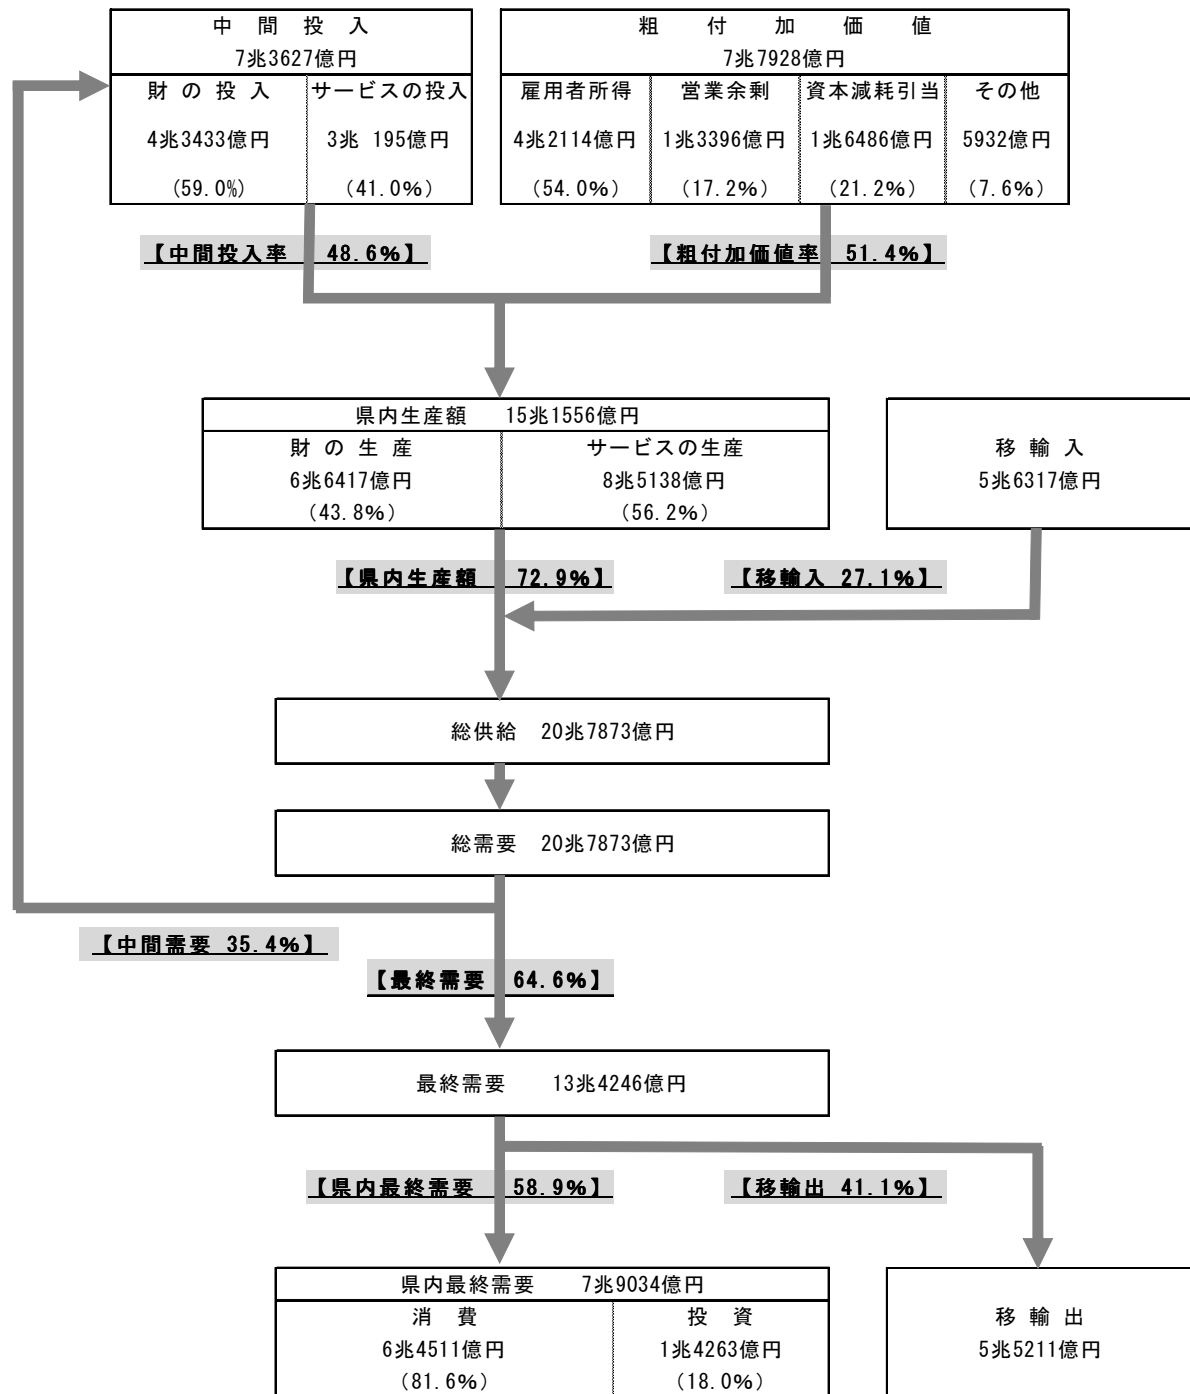 中間投入
7兆3627億円
財の投入 サービスの投入
4兆3433億円 3兆 195億円
(59.0%) (41.0%)
粗付加価値
7兆7928億円
雇用者所得 営業余剰 資本減耗引当 その他
4兆2114億円 1兆3396億円 1兆6486億円 5932億円
(54.0%) (17.2%) (21.2%) (7.6%)
【中間投入率 48.6%】 【粗付加価値率 51.4%】
県内生産額 15兆1556億円
財の生産 サービスの生産
6兆6417億円 8兆5138億円
(43.8%) (56.2%)
移輸入
5兆6317億円
【県内生産額 72.9%】 【移輸入 27.1%】
総供給 20兆7873億円
総需要 20兆7873億円
【中間需要 35.4%】
【最終需要 64.6%】
最終需要 13兆4246億円
【県内最終需要 58.9%】 【移輸出 41.1%】
県内最終需要 7兆9034億円
消費 投資
6兆4511億円 1兆4263億円
(81.6%) (18.0%)
移輸出
5兆5211億円